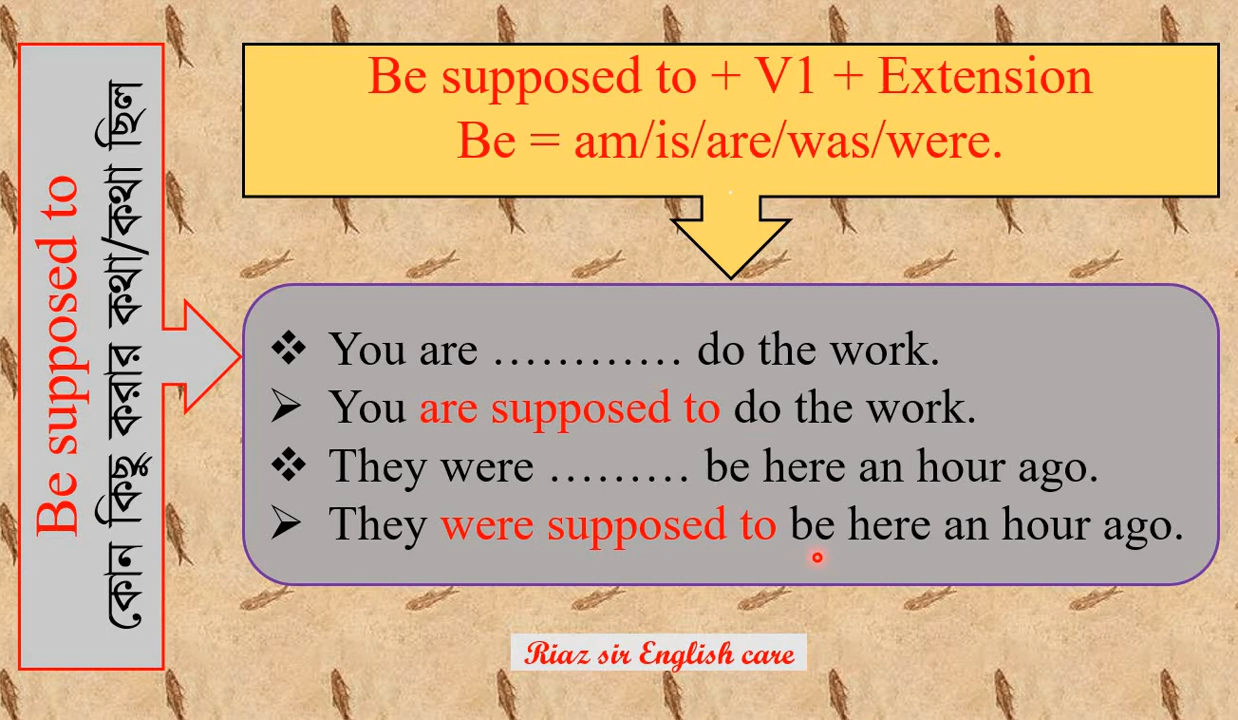 Be supposed to
কোন কিছু করার কথা/কথা ছিল
Be supposed to + V1 + Extension
Be = am/is/are/was/were.
❖ You are ………… do the work.
➢ You are supposed to do the work.
❖ They were ……… be here an hour ago.
➢ They were supposed to be here an hour ago.
Riaz sir English care